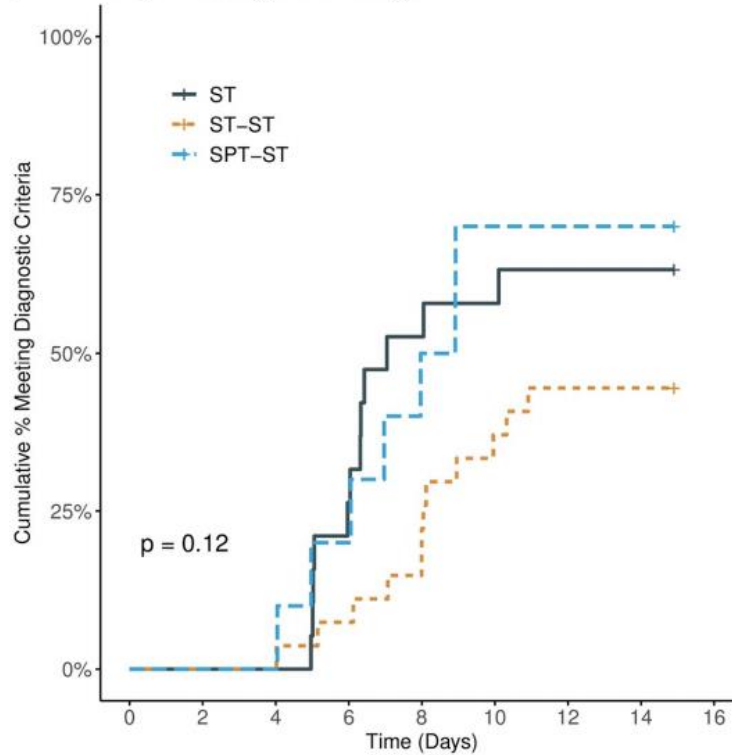 100%
ST
ST–ST
SPT–ST
75%
Cumulative % Meeting Diagnostic Criteria
50%
25%
p = 0.12
0%
0 2 4 6 8 10 12 14 16
Time (Days)